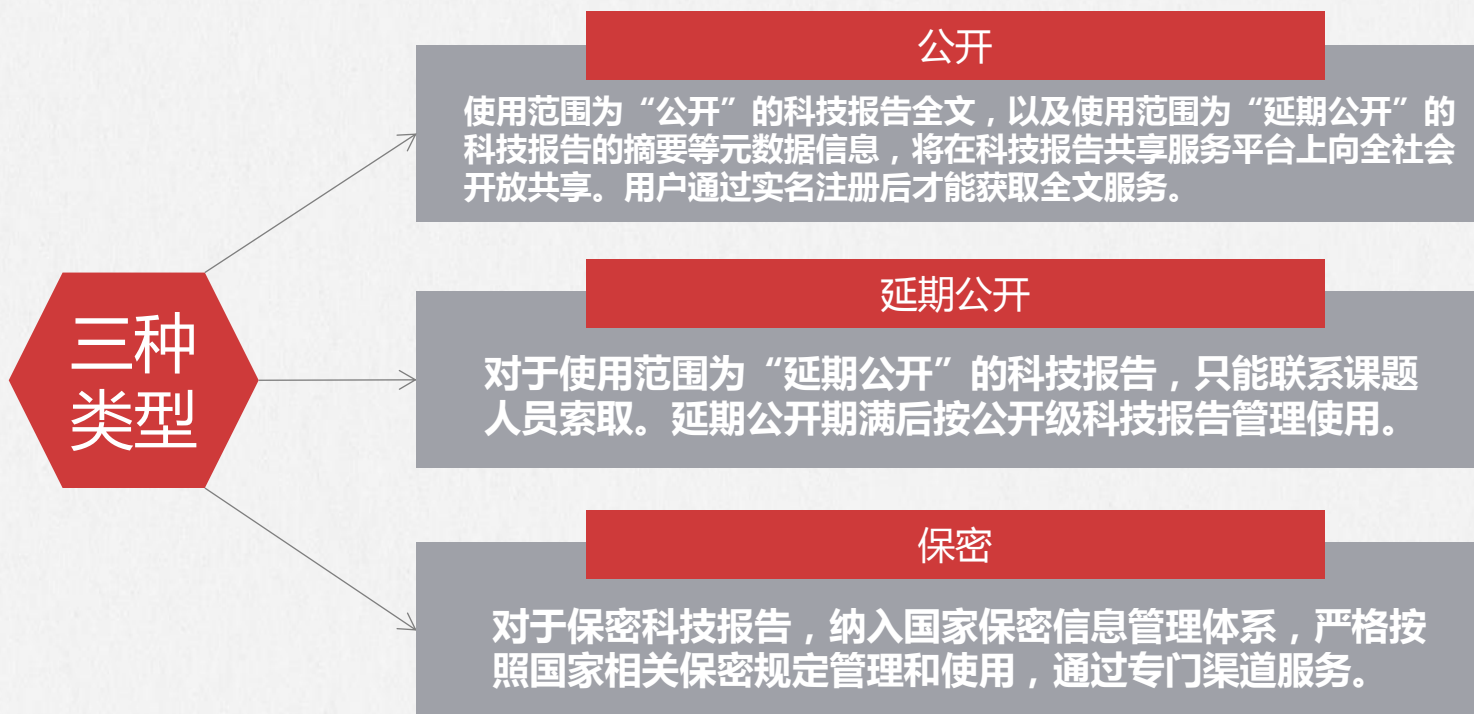 三种
类型
公开
使用范围为“公开”的科技报告全文，以及使用范围为“延期公开”的
科技报告的摘要等元数据信息，将在科技报告共享服务平台上向全社会
开放共享。用户通过实名注册后才能获取全文服务。
延期公开
对于使用范围为“延期公开”的科技报告，只能联系课题
人员索取。延期公开期满后按公开级科技报告管理使用。
保密
对于保密科技报告，纳入国家保密信息管理体系，严格按
照国家相关保密规定管理和使用，通过专门渠道服务。